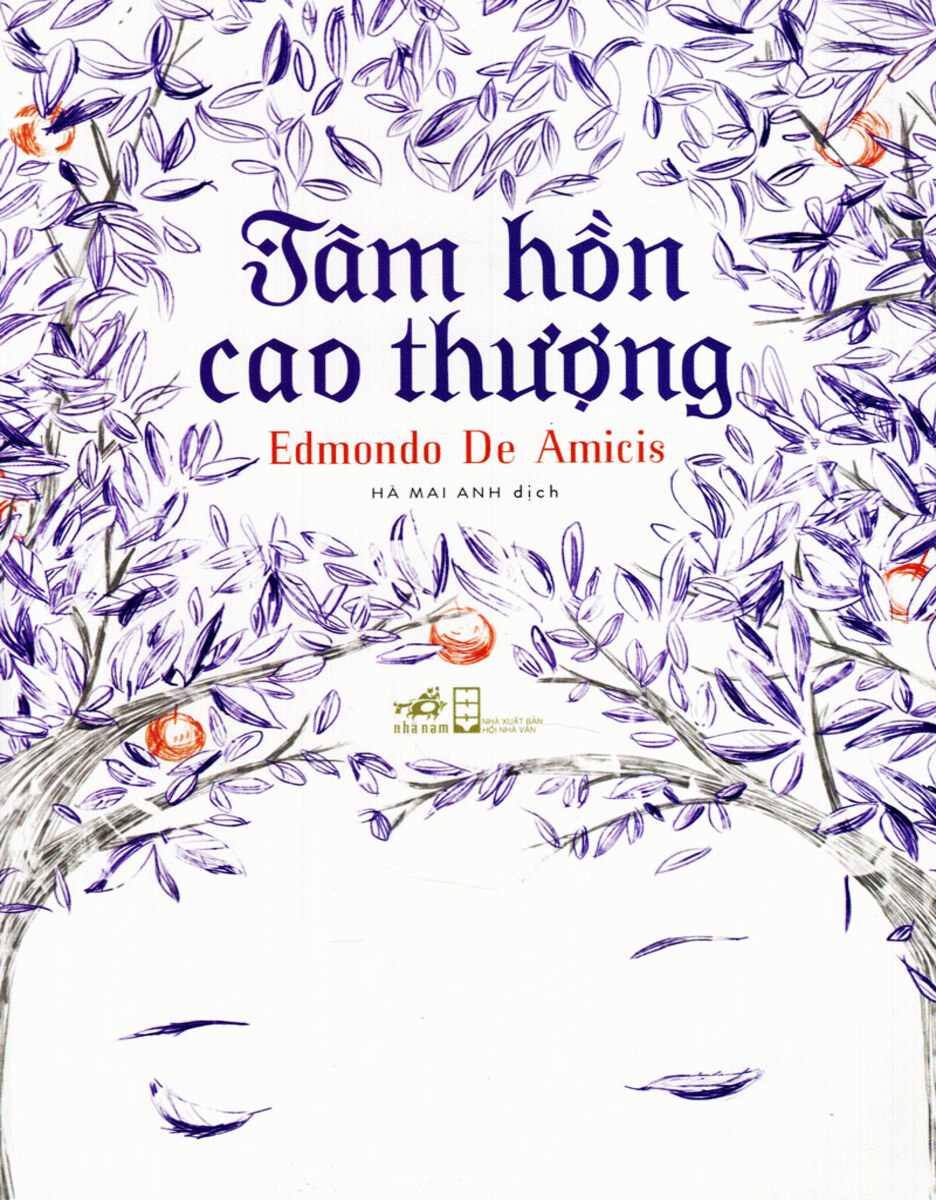 Tâm hồn
cao thượng
Edmondo De Amicis
HÀ MAI ANH dịch
nhã nam
NHÀ XUẤT BẢN
HỘI NHÀ VĂN